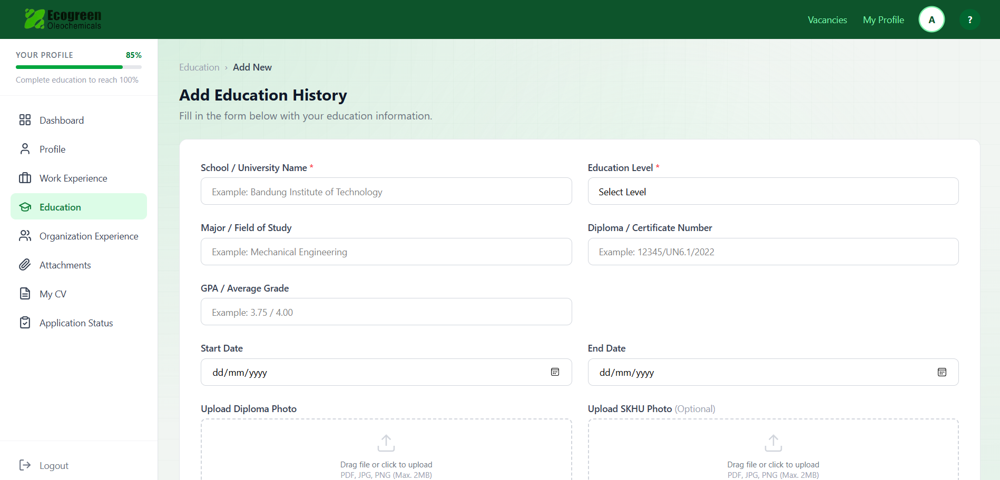 Ecogreen
Oleochemicals
Vacancies
My Profile
A
?
YOUR PROFILE
85%
Complete education to reach 100%
Dashboard
Profile
Work Experience
Education
Organization Experience
Attachments
My CV
Application Status
Logout
Education › Add New
Add Education History
Fill in the form below with your education information.
School / University Name *
Example: Bandung Institute of Technology
Education Level *
Select Level
Major / Field of Study
Example: Mechanical Engineering
Diploma / Certificate Number
Example: 12345/UN6.1/2022
GPA / Average Grade
Example: 3.75 / 4.00
Start Date
dd/mm/yyyy
End Date
dd/mm/yyyy
Upload Diploma Photo
Drag file or click to upload
PDF, JPG, PNG (Max. 2MB)
Upload SKHU Photo (Optional)
Drag file or click to upload
PDF, JPG, PNG (Max. 2MB)